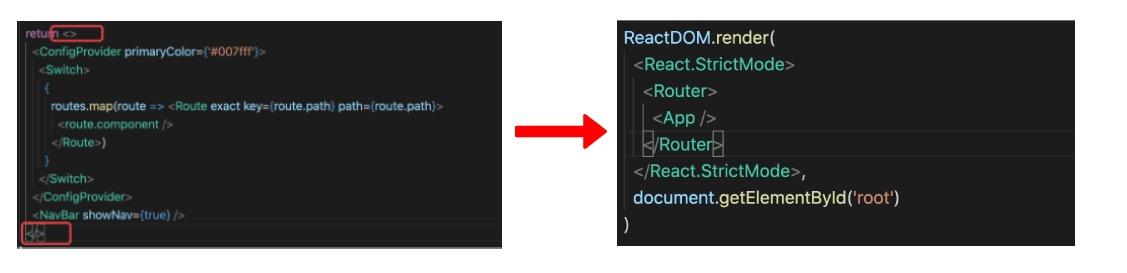 return <>
<ConfigProvider primaryColor={'#007fff'}>
<Switch>
{
routes.map(route => <Route exact key={route.path} path={route.path}>
<route.component />
</Route>)
}
</Switch>
</ConfigProvider>
<NavBar showNav={true} />
</>
ReactDOM.render(
<React.StrictMode>
<Router>
<App />
</Router>
</React.StrictMode>,
document.getElementById('root')
)